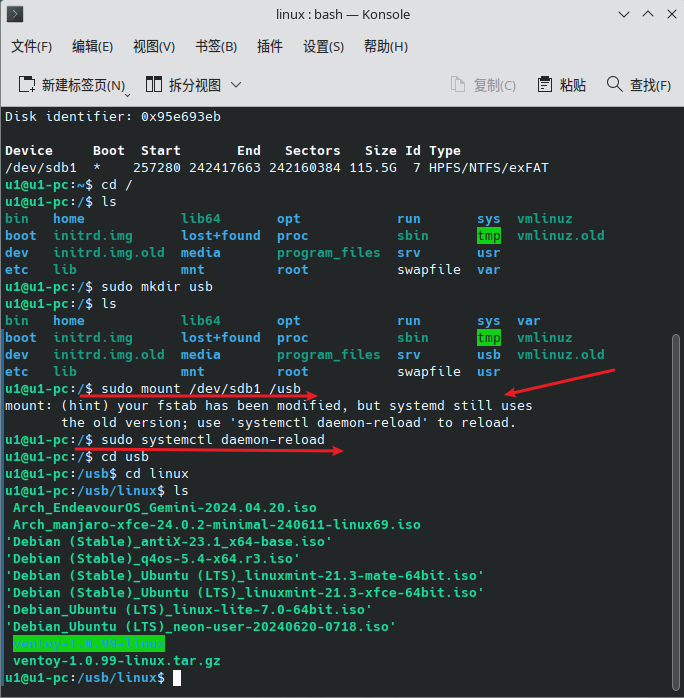 linux : bash — Konsole
文件(F) 编辑(E) 视图(V) 书签(B) 插件 设置(S) 帮助(H)
新建标签页(N) 拆分视图 复制(C) 粘贴 查找(F)
Disk identifier: 0x95e693eb
Device     Boot  Start       End   Sectors   Size Id Type
/dev/sdb1  *    257280 242417663 242160384 115.5G  7 HPFS/NTFS/exFAT
u1@u1-pc:~$ cd /
u1@u1-pc:/$ ls
bin   home            lib64       opt            run       sys  vmlinuz
boot  initrd.img      lost+found  proc           sbin      tmp  vmlinuz.old
dev   initrd.img.old  media       program_files  srv       usr
etc   lib             mnt         root           swapfile  var
u1@u1-pc:/$ sudo mkdir usb
u1@u1-pc:/$ ls
bin   home            lib64       opt            run       sys  var
boot  initrd.img      lost+found  proc           sbin      tmp  vmlinuz
dev   initrd.img.old  media       program_files  srv       usb  vmlinuz.old
etc   lib             mnt         root           swapfile  usr
u1@u1-pc:/$ sudo mount /dev/sdb1 /usb
mount: (hint) your fstab has been modified, but systemd still uses
       the old version; use 'systemctl daemon-reload' to reload.
u1@u1-pc:/$ sudo systemctl daemon-reload
u1@u1-pc:/$ cd usb
u1@u1-pc:/usb$ cd linux
u1@u1-pc:/usb/linux$ ls
Arch_EndeavourOS_Gemini-2024.04.20.iso
Arch_manjaro-xfce-24.0.2-minimal-240611-linux69.iso
'Debian (Stable)_antiX-23.1_x64-base.iso'
'Debian (Stable)_q4os-5.4-x64.r3.iso'
'Debian (Stable)_Ubuntu (LTS)_linuxmint-21.3-mate-64bit.iso'
'Debian (Stable)_Ubuntu (LTS)_linuxmint-21.3-xfce-64bit.iso'
'Debian_Ubuntu (LTS)_linux-lite-7.0-64bit.iso'
'Debian_Ubuntu (LTS)_neon-user-20240620-0718.iso'
ventoy-1.0.99-linux
ventoy-1.0.99-linux.tar.gz
u1@u1-pc:/usb/linux$